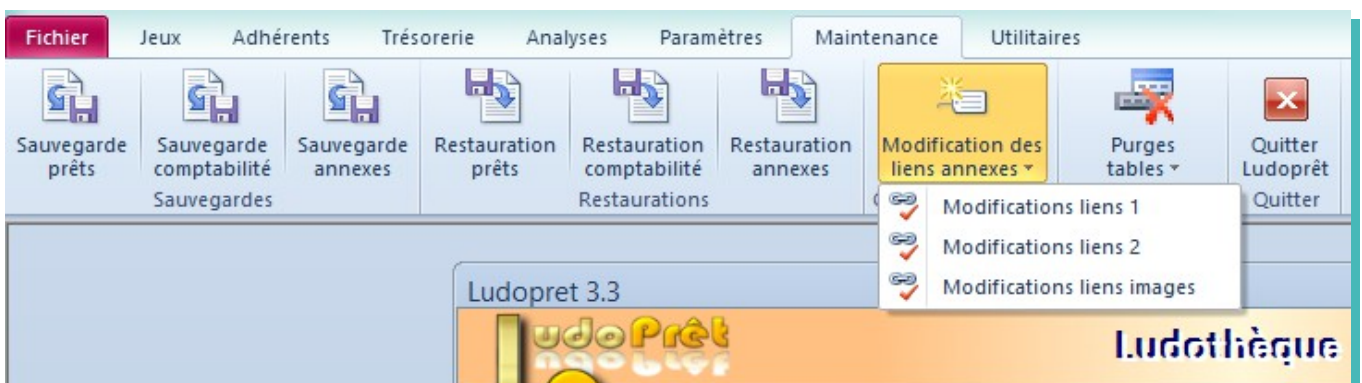 Fichier Jeux Adhérents Trésorerie Analyses Paramètres Maintenance Utilitaires
Sauvegarde prêts
Sauvegarde comptabilité
Sauvegarde annexes
Sauvegardes
Restauration prêts
Restauration comptabilité
Restauration annexes
Restaurations
Modification des liens annexes
Purges tables
Quitter Ludoprêt
Quitter
Modifications liens 1
Modifications liens 2
Modifications liens images
Ludopret 3.3
LudoPrêt
Ludothèque